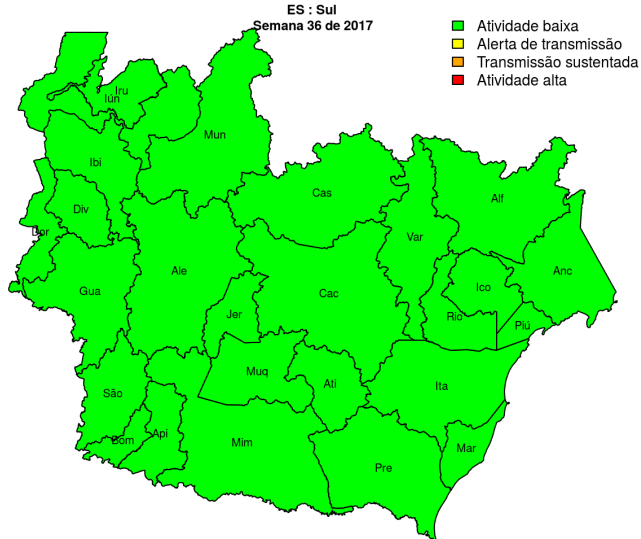 ES : Sul
Semana 36 de 2017
Atividade baixa
Alerta de transmissão
Transmissão sustentada
Atividade alta
Iru
Iún
Mun
Ibi
Cas
Alf
Div
Dor
Var
Ale
Anc
Gua
Cac
Ico
Jer
Rio
Piú
Muq
Ati
Ita
São
Api
Bom
Mim
Mar
Pre